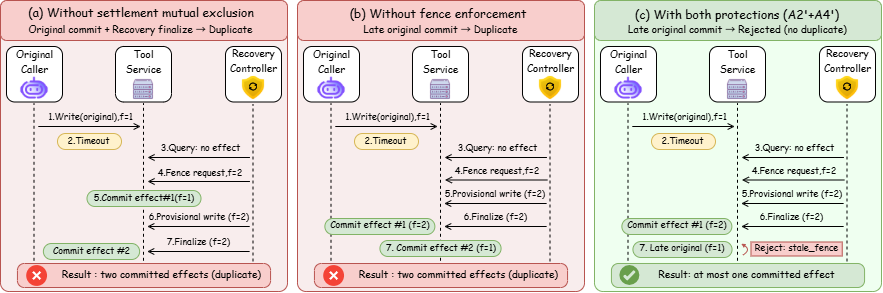 (a) Without settlement mutual exclusion
Original commit + Recovery finalize → Duplicate
Original
Caller
Tool
Service
Recovery
Controller
1.Write(original),f=1
2.Timeout
3.Query: no effect
4.Fence request,f=2
5.Commit effect#1(f=1)
6.Provisional write (f=2)
7.Finalize (f=2)
Commit effect #2
Result : two committed effects (duplicate)
(b) Without fence enforcement
Late original commit → Duplicate
Original
Caller
Tool
Service
Recovery
Controller
1.Write(original),f=1
2.Timeout
3.Query: no effect
4.Fence request,f=2
5.Provisional write (f=2)
6.Finalize (f=2)
Commit effect #1 (f=2)
7. Commit effect #2 (f=1)
Result : two committed effects (duplicate)
(c) With both protections (A2'+A4')
Late original commit → Rejected (no duplicate)
Original
Caller
Tool
Service
Recovery
Controller
1.Write(original),f=1
2.Timeout
3.Query: no effect
4.Fence request,f=2
5.Provisional write (f=2)
6.Finalize (f=2)
Commit effect #1 (f=2)
7. Late original (f=1)
Reject: stale_fence
Result: at most one committed effect